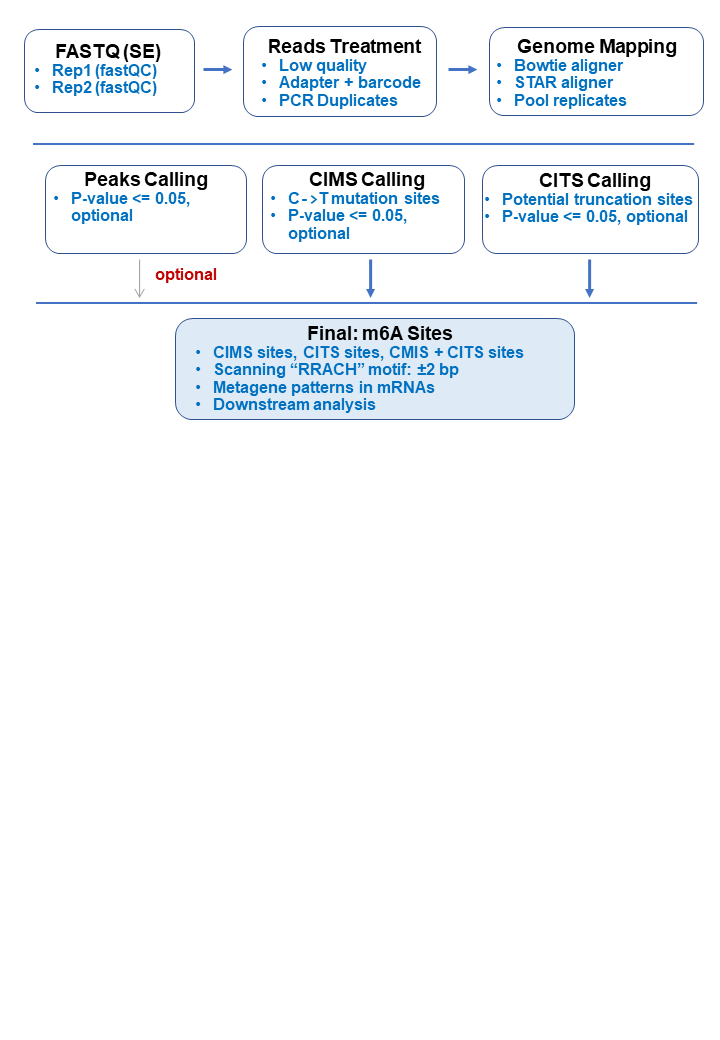 FASTQ (SE)
• Rep1 (fastQC)
• Rep2 (fastQC)
Reads Treatment
• Low quality
• Adapter + barcode
• PCR Duplicates
Genome Mapping
• Bowtie aligner
• STAR aligner
• Pool replicates
Peaks Calling
• P-value <= 0.05,
optional
CIMS Calling
• C->T mutation sites
• P-value <= 0.05,
optional
CITS Calling
• Potential truncation sites
• P-value <= 0.05, optional
optional
Final: m6A Sites
• CIMS sites, CITS sites, CMIS + CITS sites
• Scanning “RRACH” motif: ±2 bp
• Metagene patterns in mRNAs
• Downstream analysis